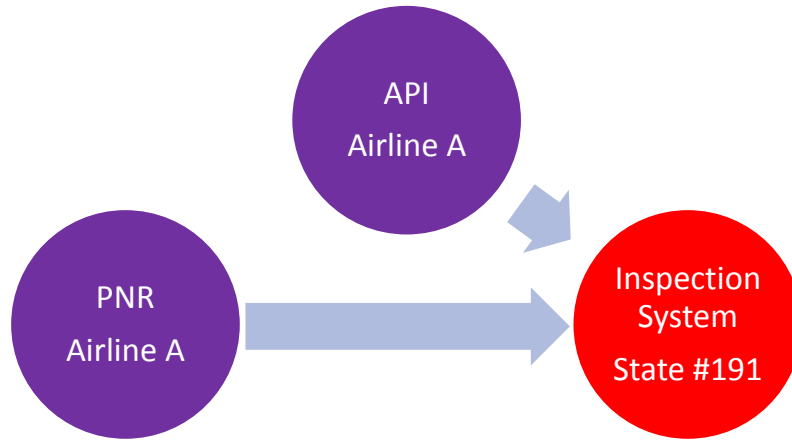 API
Airline A
PNR
Airline A
Inspection
System
State #191